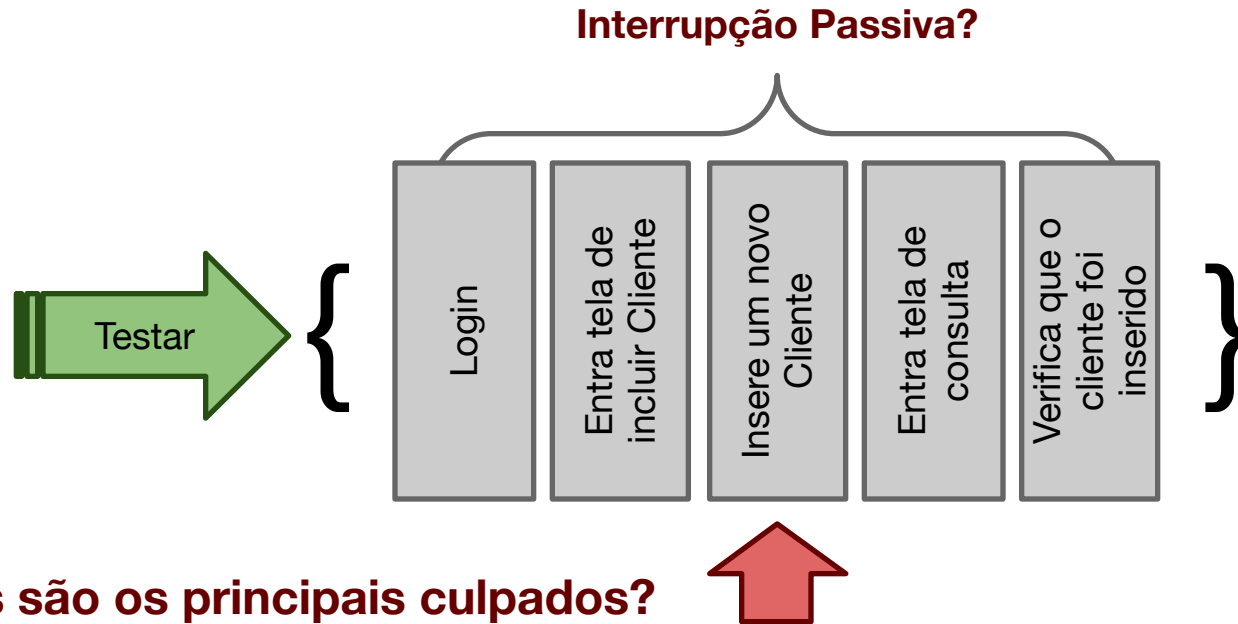 Interrupção Passiva?
Testar
{
Login
Entra tela de
incluir Cliente
Insere um novo
Cliente
Entra tela de
consulta
Verifica que o
cliente foi
inserido
}
s são os principais culpados?